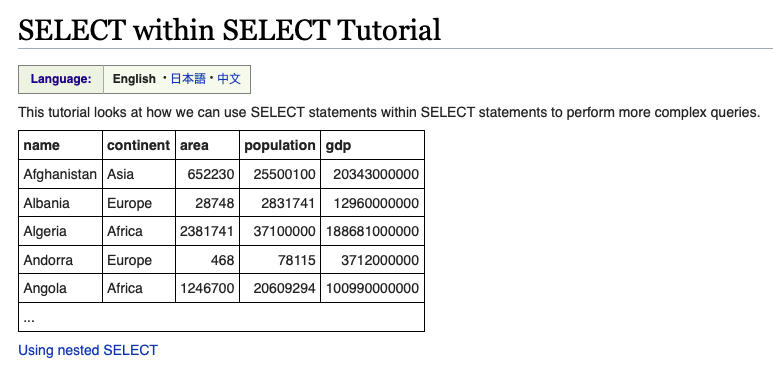 SELECT within SELECT Tutorial
Language: English • 日本語 • 中文
This tutorial looks at how we can use SELECT statements within SELECT statements to perform more complex queries.
name continent area population gdp
Afghanistan Asia 652230 25500100 20343000000
Albania Europe 28748 2831741 12960000000
Algeria Africa 2381741 37100000 188681000000
Andorra Europe 468 78115 3712000000
Angola Africa 1246700 20609294 100990000000
...
Using nested SELECT